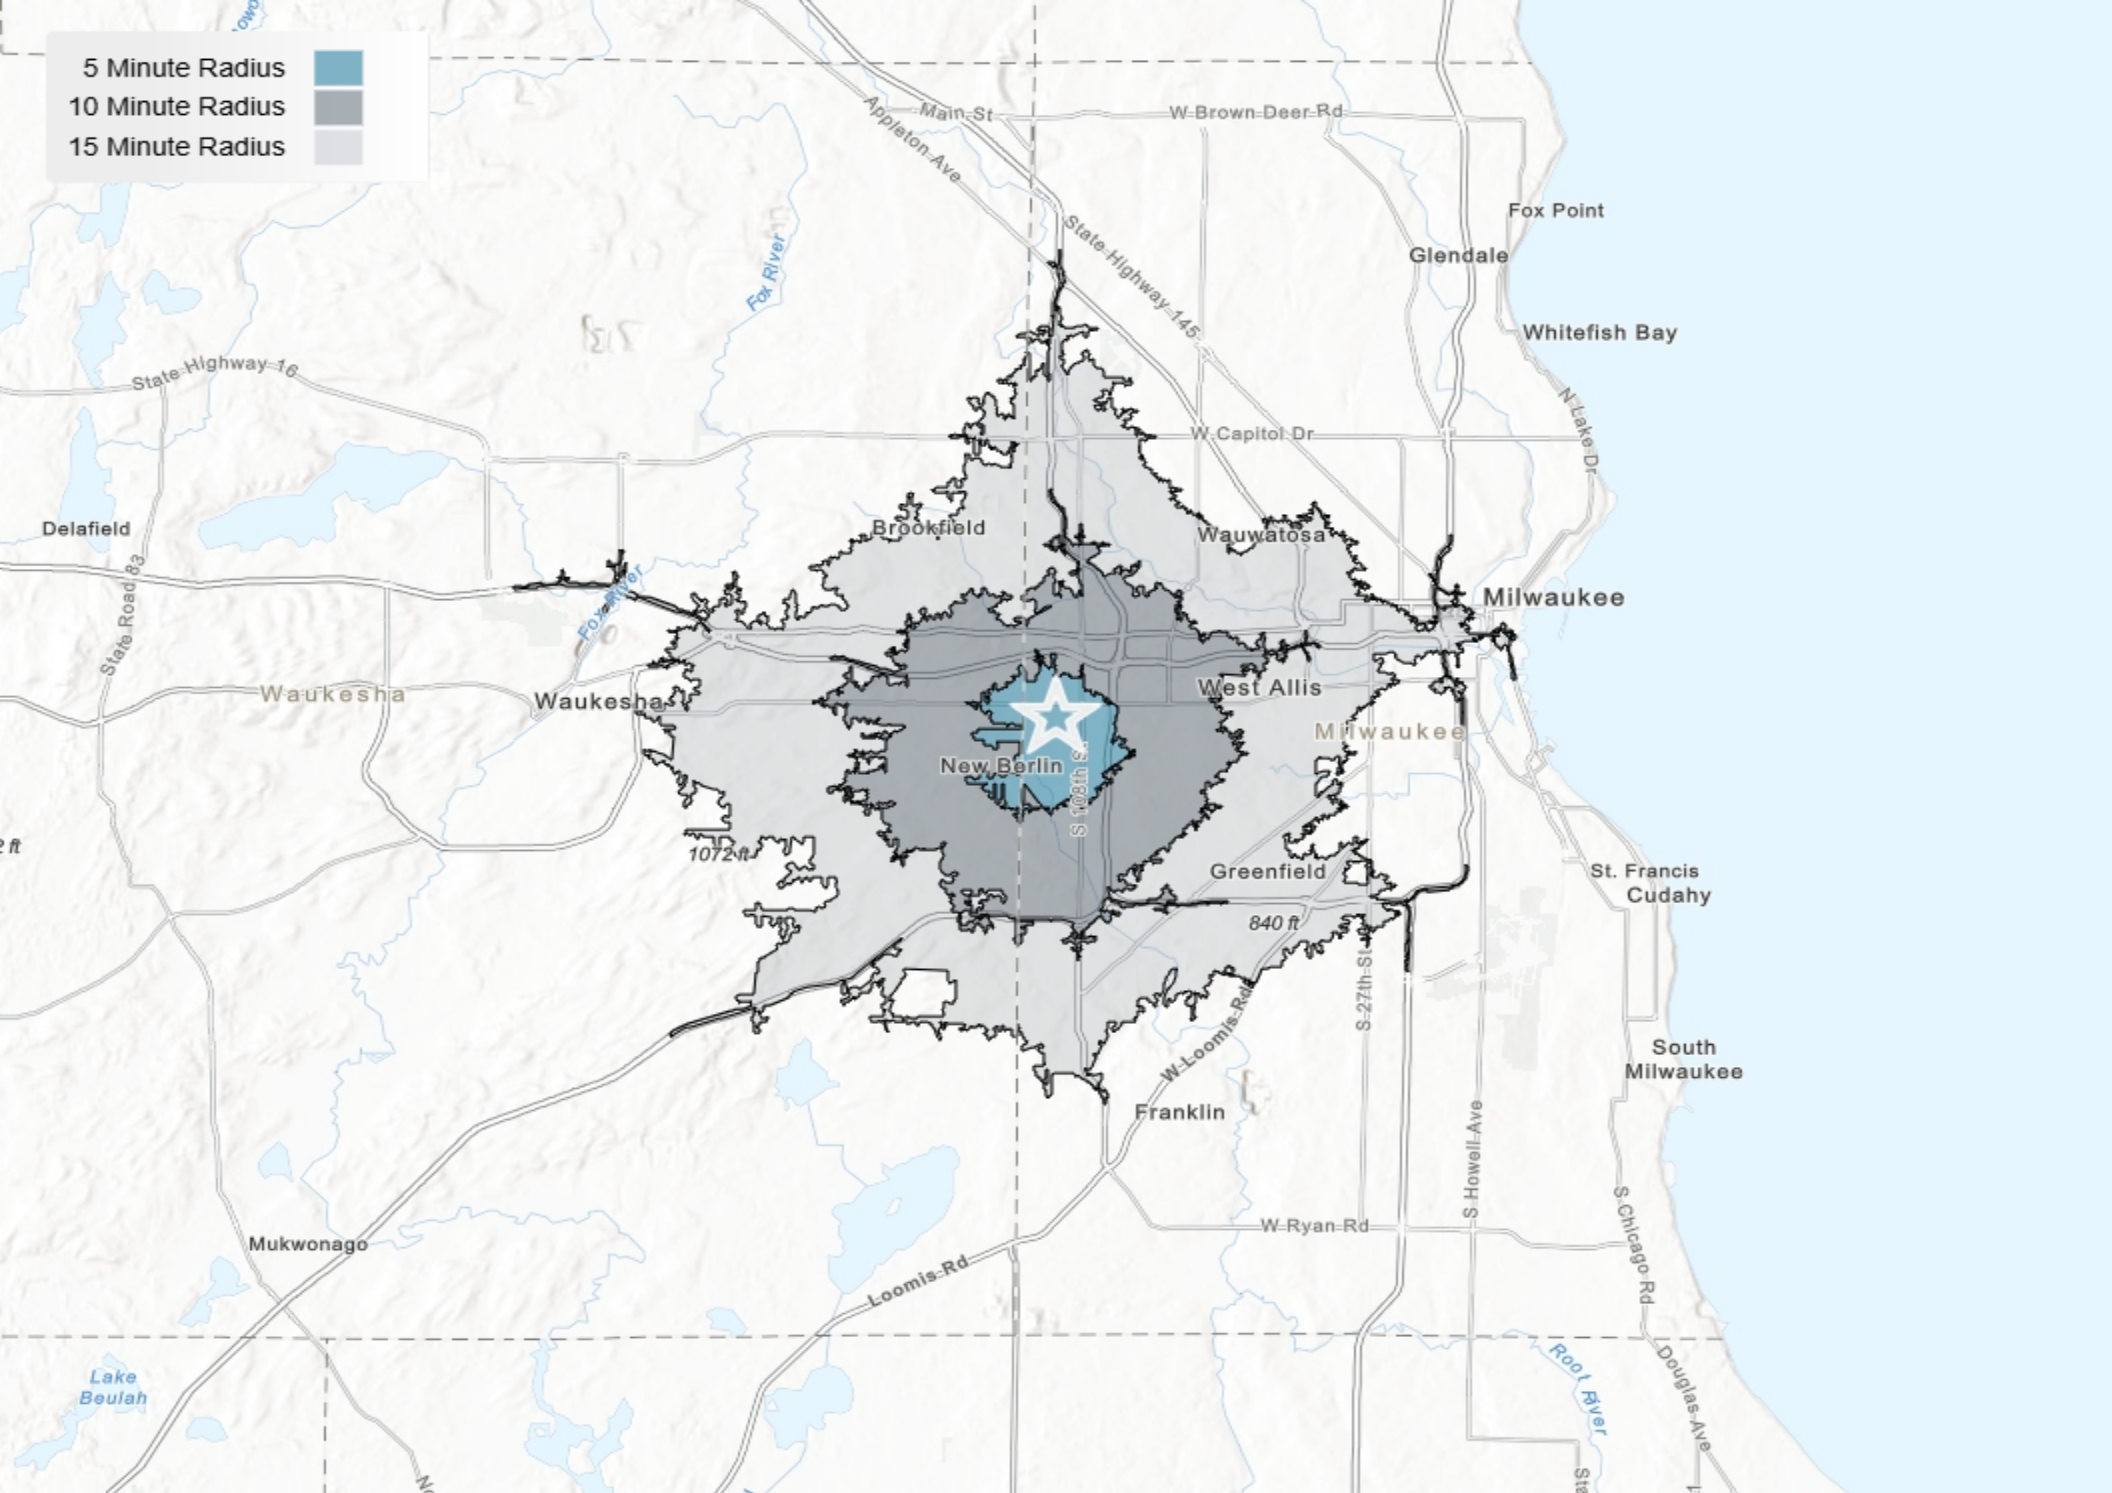 5 Minute Radius
10 Minute Radius
15 Minute Radius
Main St
W Brown Deer Rd
Appleton Ave
Fox Point
State Highway 145
Glendale
Fox River
Whitefish Bay
State Highway 16
N Lake Dr
W Capitol Dr
Delafield
Brookfield
Wauwatosa
State Road 83
Fox River
Milwaukee
Waukesha
Waukesha
West Allis
Milwaukee
New Berlin
S 108th St
2 ft
1072 ft
Greenfield
St. Francis
Cudahy
840 ft
S 27th St
W Loomis Rd
South
Milwaukee
Franklin
S Howell Ave
W Ryan Rd
Mukwonago
S Chicago Rd
Loomis Rd
Lake
Beulah
Root River
Douglas Ave